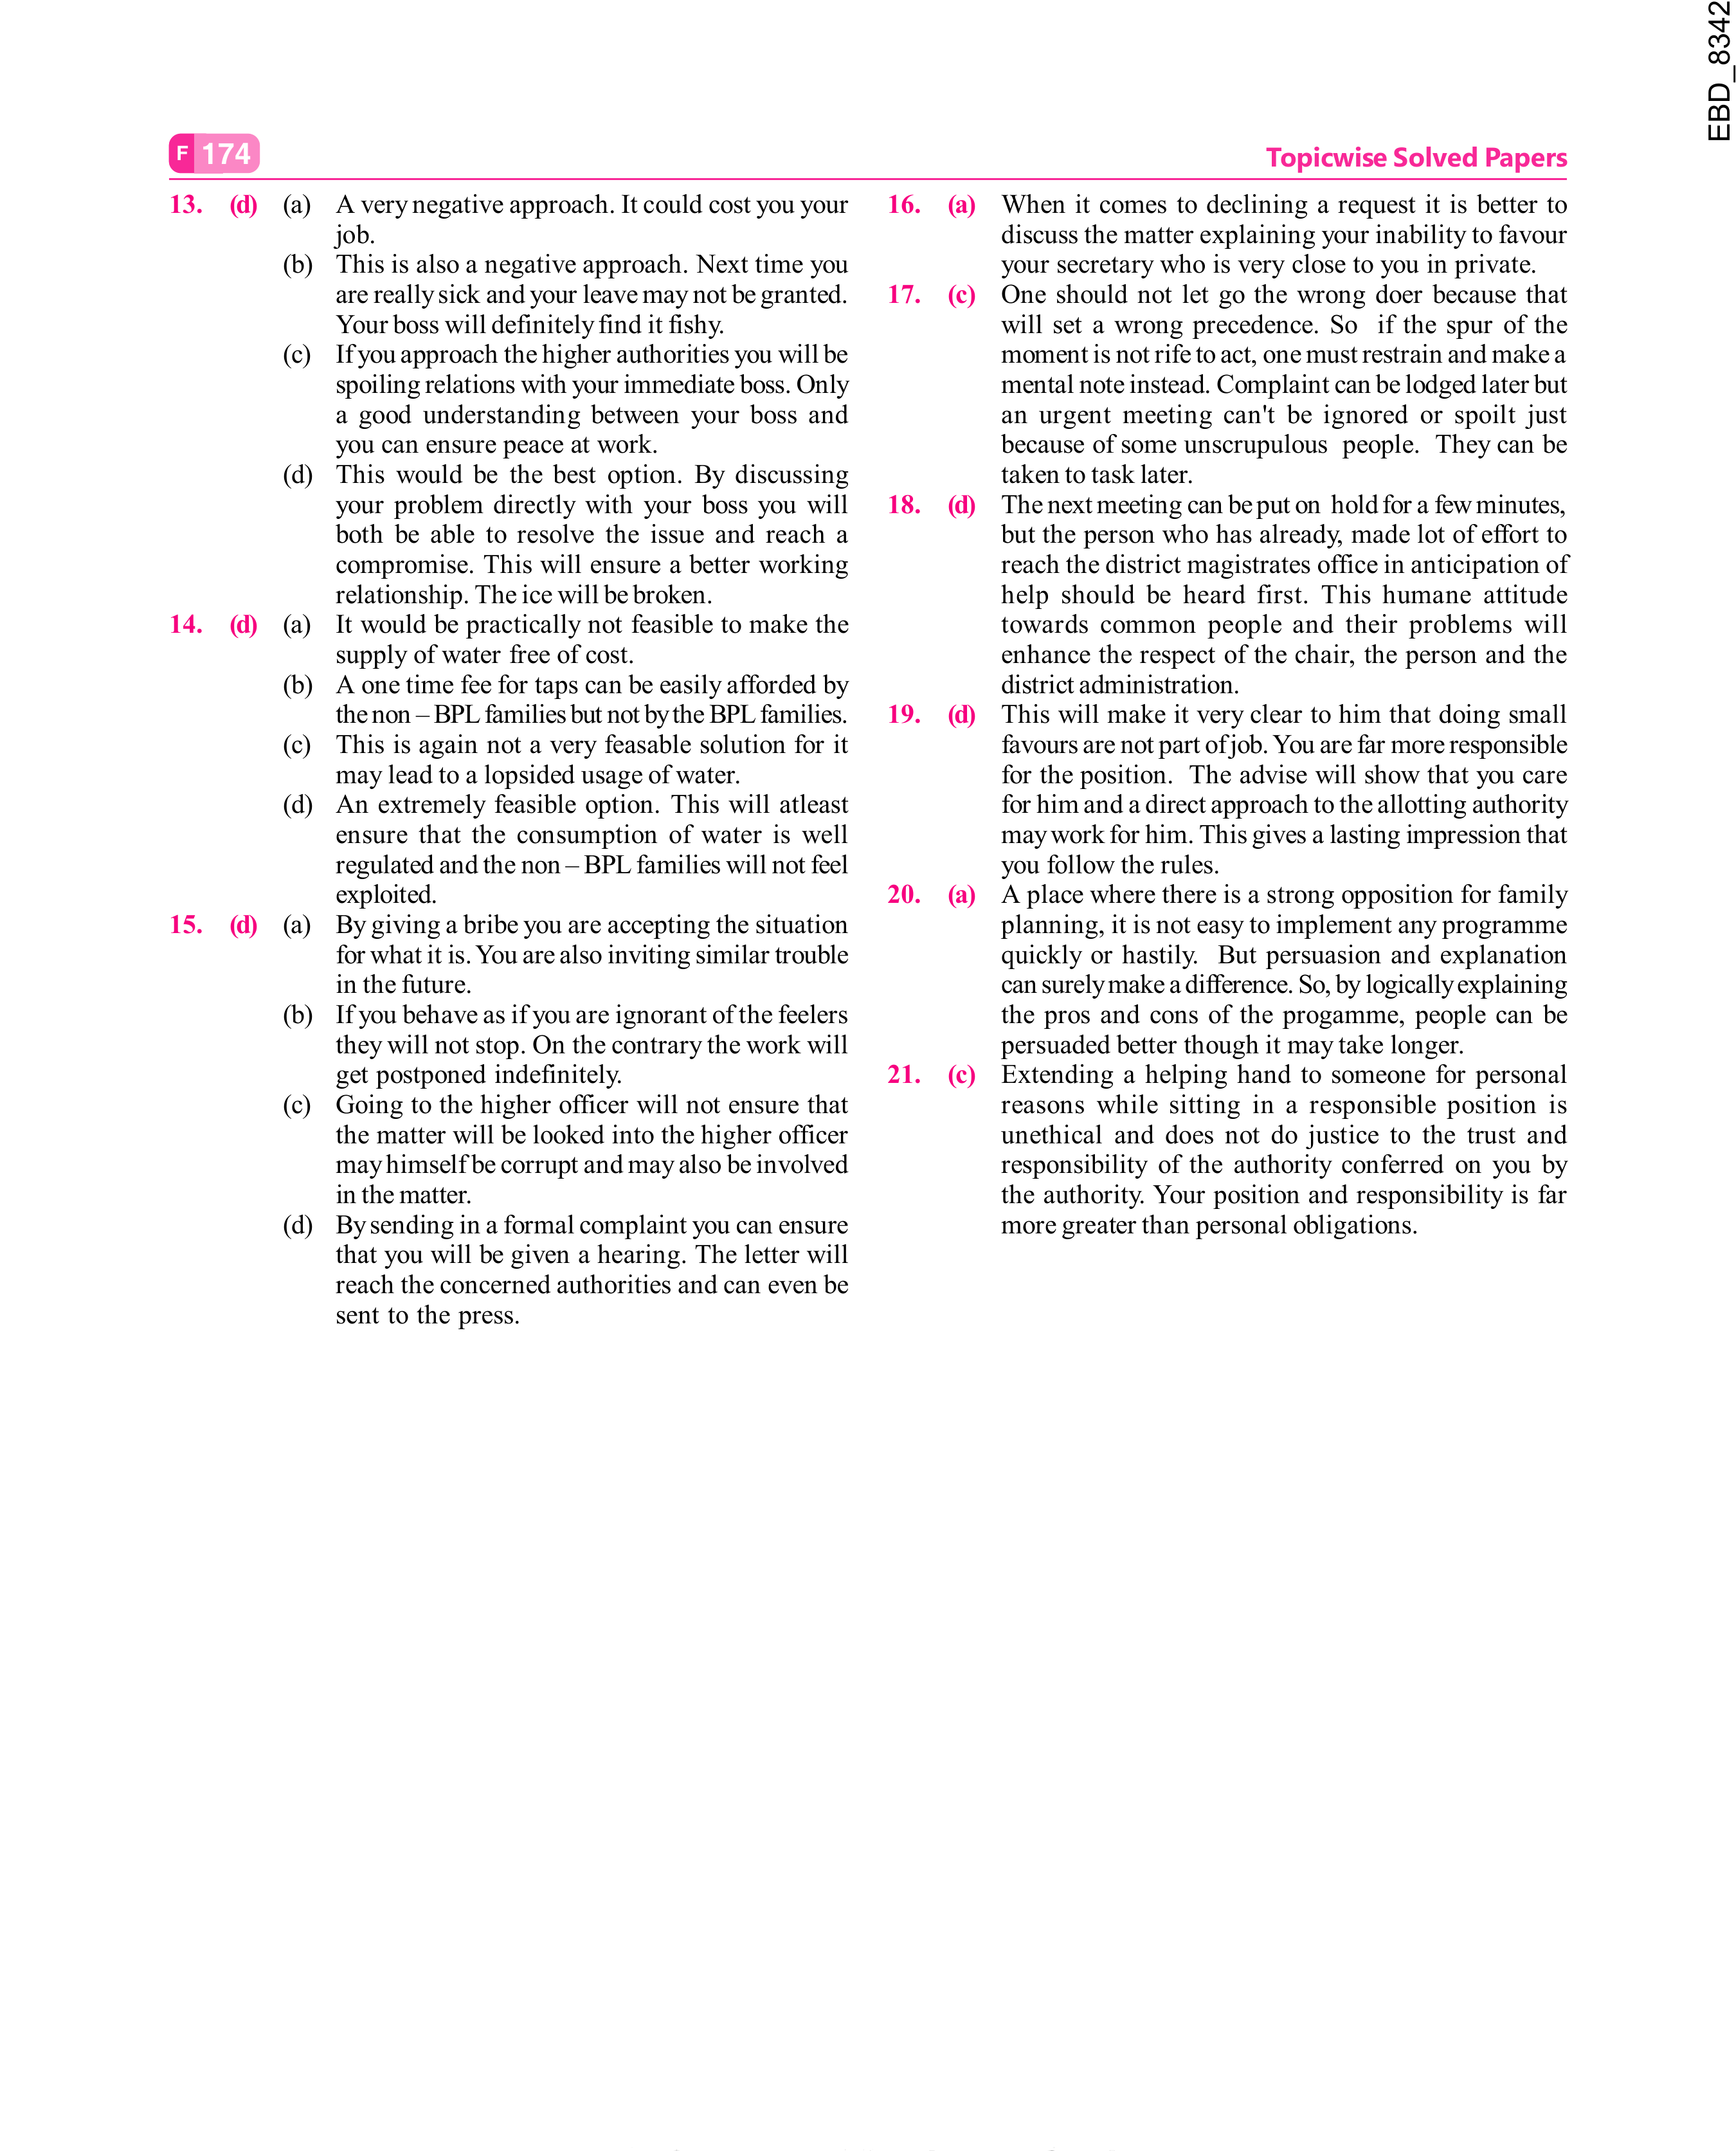 EBD_8342
F 174
Topicwise Solved Papers
13. (d) (a) A very negative approach. It could cost you your
job.
(b) This is also a negative approach. Next time you
are really sick and your leave may not be granted.
Your boss will definitely find it fishy.
(c) If you approach the higher authorities you will be
spoiling relations with your immediate boss. Only
a good understanding between your boss and
you can ensure peace at work.
(d) This would be the best option. By discussing
your problem directly with your boss you will
both be able to resolve the issue and reach a
compromise. This will ensure a better working
relationship. The ice will be broken.
14. (d) (a) It would be practically not feasible to make the
supply of water free of cost.
(b) A one time fee for taps can be easily afforded by
the non – BPL families but not by the BPL families.
(c) This is again not a very feasable solution for it
may lead to a lopsided usage of water.
(d) An extremely feasible option. This will atleast
ensure that the consumption of water is well
regulated and the non – BPL families will not feel
exploited.
15. (d) (a) By giving a bribe you are accepting the situation
for what it is. You are also inviting similar trouble
in the future.
(b) If you behave as if you are ignorant of the feelers
they will not stop. On the contrary the work will
get postponed indefinitely.
(c) Going to the higher officer will not ensure that
the matter will be looked into the higher officer
may himself be corrupt and may also be involved
in the matter.
(d) By sending in a formal complaint you can ensure
that you will be given a hearing. The letter will
reach the concerned authorities and can even be
sent to the press.
16. (a) When it comes to declining a request it is better to
discuss the matter explaining your inability to favour
your secretary who is very close to you in private.
17. (c) One should not let go the wrong doer because that
will set a wrong precedence. So if the spur of the
moment is not rife to act, one must restrain and make a
mental note instead. Complaint can be lodged later but
an urgent meeting can't be ignored or spoilt just
because of some unscrupulous people. They can be
taken to task later.
18. (d) The next meeting can be put on hold for a few minutes,
but the person who has already, made lot of effort to
reach the district magistrates office in anticipation of
help should be heard first. This humane attitude
towards common people and their problems will
enhance the respect of the chair, the person and the
district administration.
19. (d) This will make it very clear to him that doing small
favours are not part of job. You are far more responsible
for the position. The advise will show that you care
for him and a direct approach to the allotting authority
may work for him. This gives a lasting impression that
you follow the rules.
20. (a) A place where there is a strong opposition for family
planning, it is not easy to implement any programme
quickly or hastily. But persuasion and explanation
can surely make a difference. So, by logically explaining
the pros and cons of the progamme, people can be
persuaded better though it may take longer.
21. (c) Extending a helping hand to someone for personal
reasons while sitting in a responsible position is
unethical and does not do justice to the trust and
responsibility of the authority conferred on you by
the authority. Your position and responsibility is far
more greater than personal obligations.